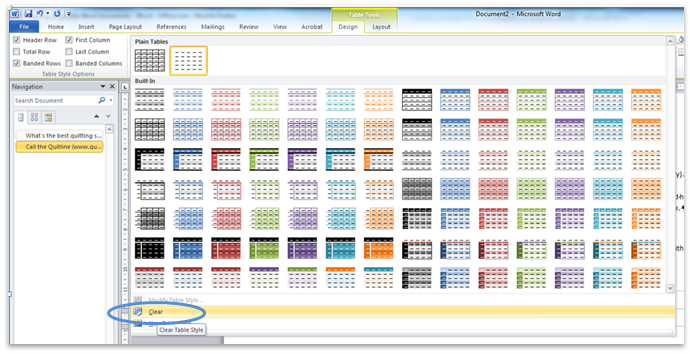 Table Tools
Document2 - Microsoft Word
File Home Insert Page Layout References Mailings Review View Acrobat Design Layout
Header Row First Column
Total Row Last Column
Banded Rows Banded Columns
Table Style Options
Plain Tables
Built-In
Navigation
Search Document
What's the best quitting s...
Call the Quitline (www.qu...
Modify Table Style...
Clear
Clear Table Style